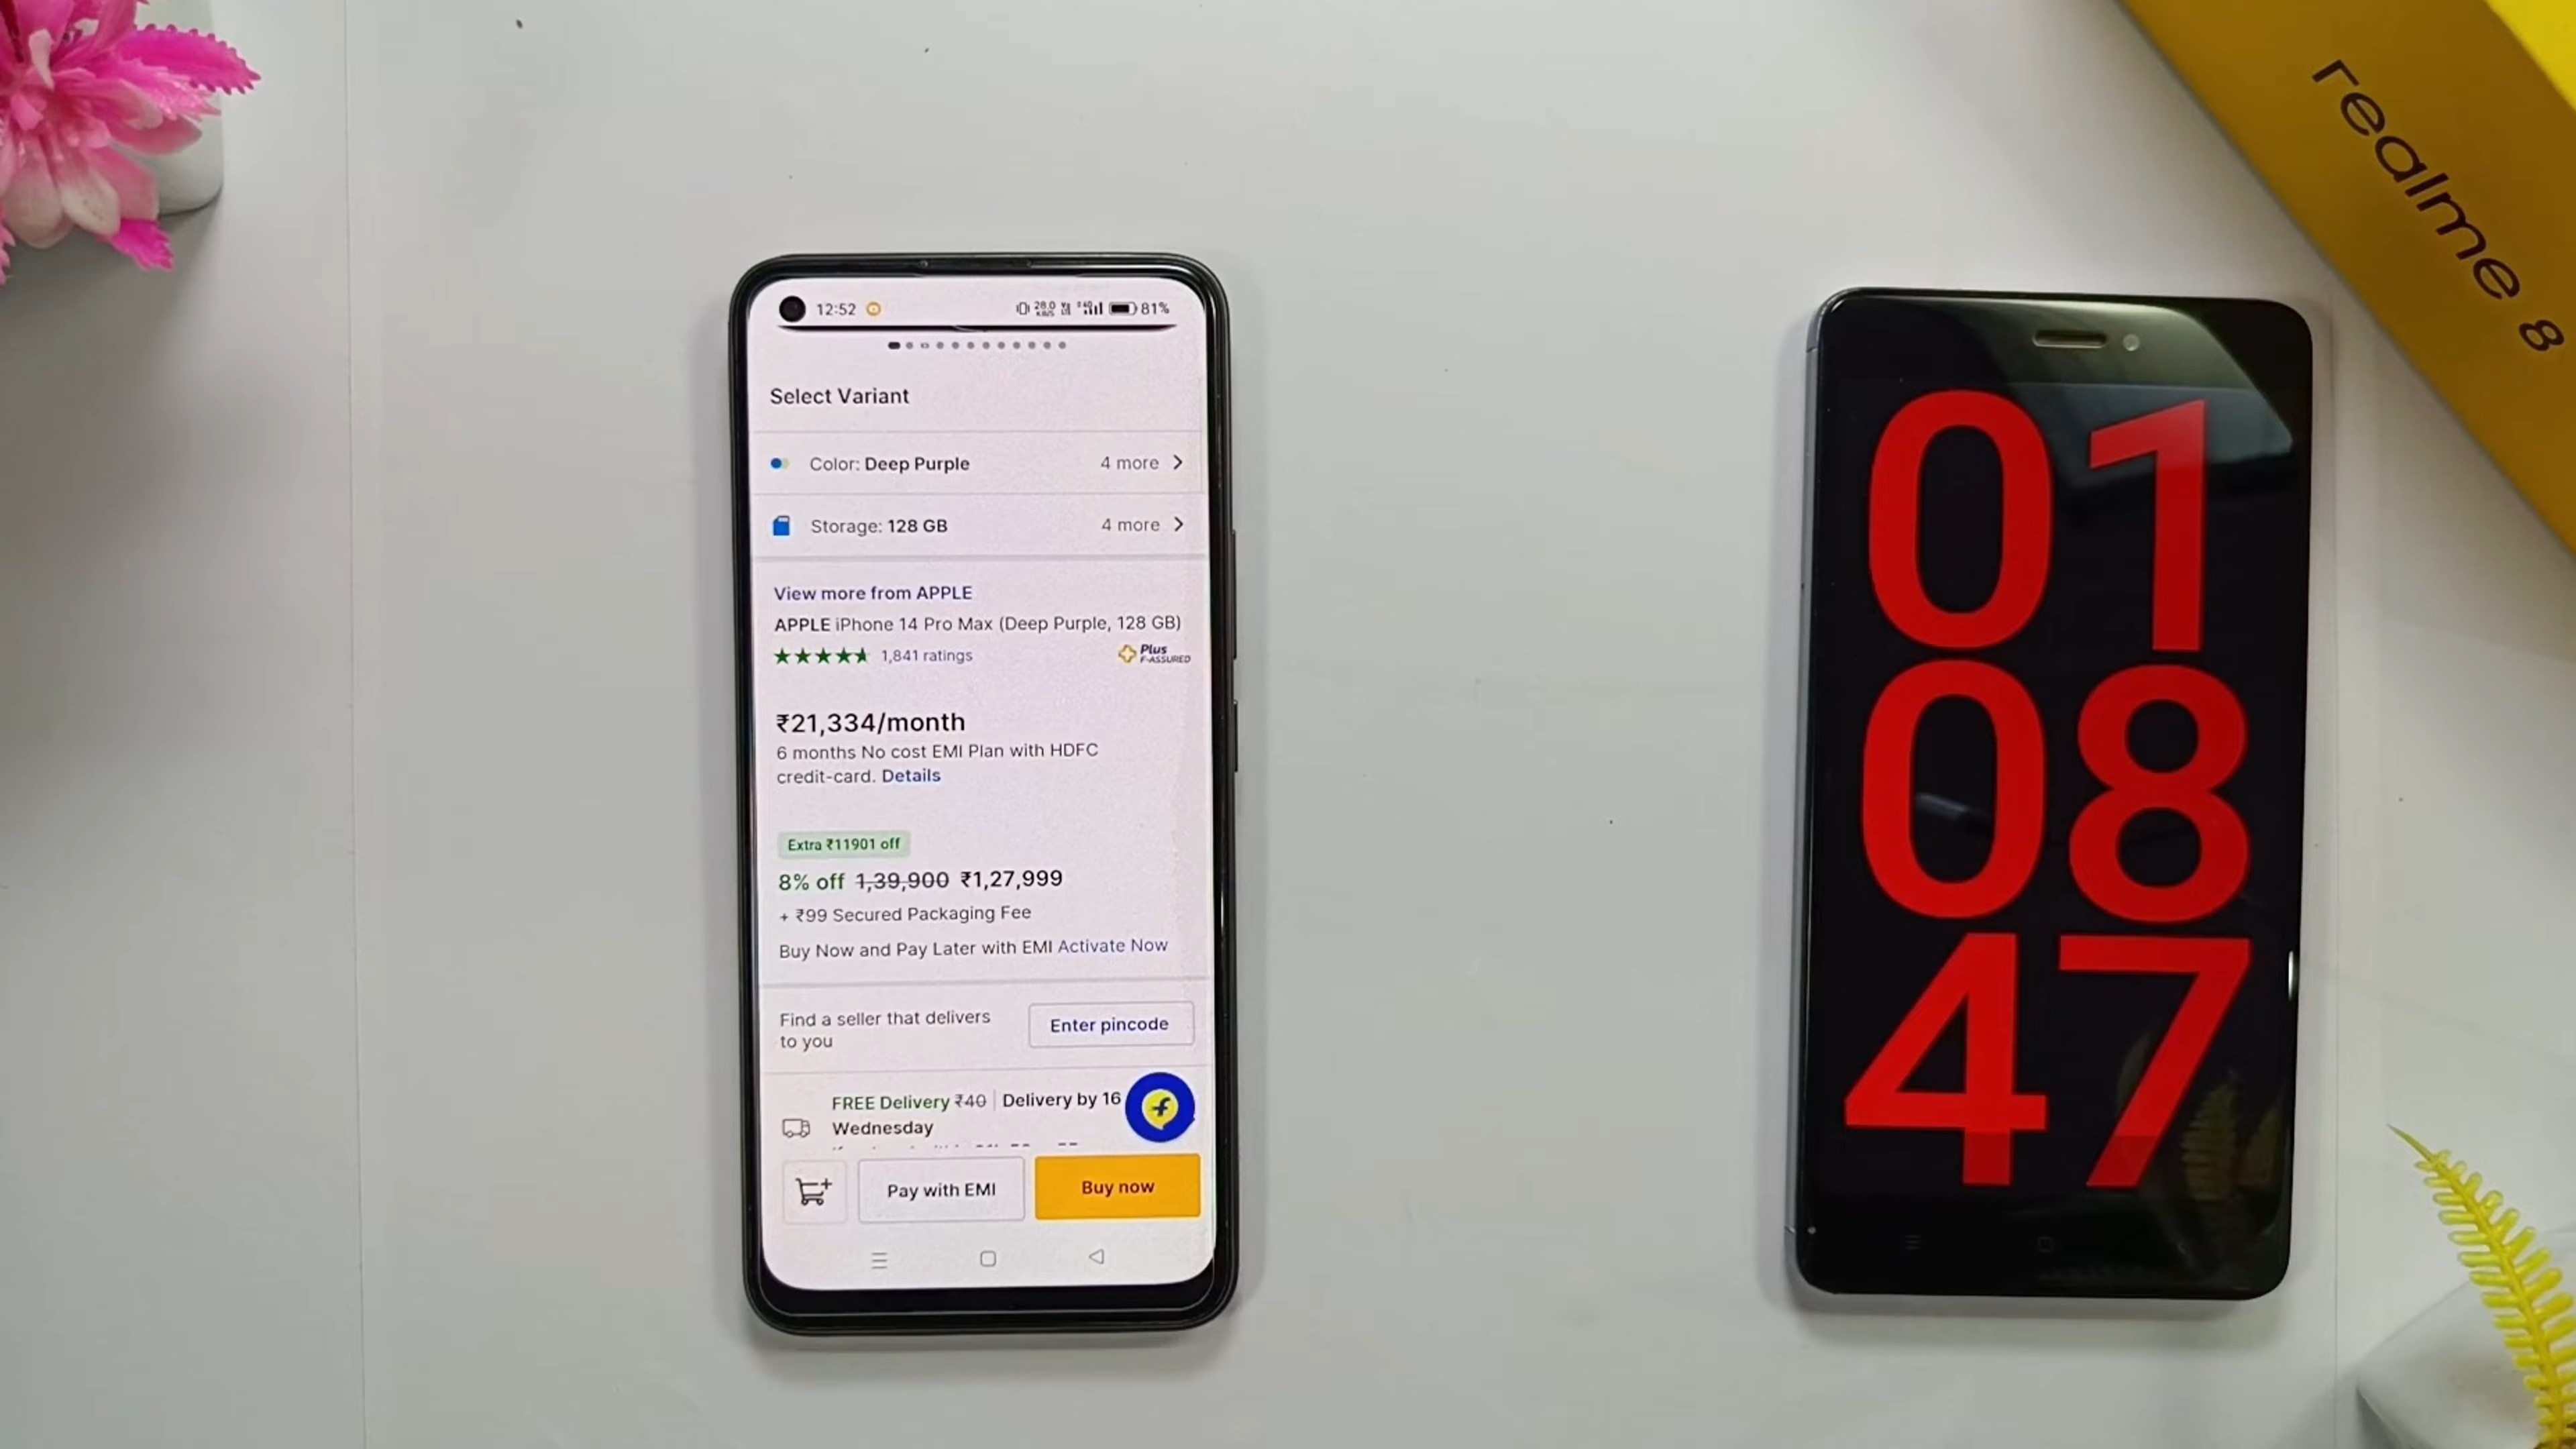 12:52
28.0
KB/S
4G
81%
Select Variant
Color: Deep Purple
4 more
Storage: 128 GB
4 more
View more from APPLE
APPLE iPhone 14 Pro Max (Deep Purple, 128 GB)
1,841 ratings
Plus
F-ASSURED
₹21,334/month
6 months No cost EMI Plan with HDFC
credit-card. Details
Extra ₹11901 off
8% off 1,39,900 ₹1,27,999
+ ₹99 Secured Packaging Fee
Buy Now and Pay Later with EMI Activate Now
Find a seller that delivers
to you
Enter pincode
FREE Delivery ₹40 | Delivery by 16
Wednesday
Pay with EMI
Buy now
01
08
47
realme 8